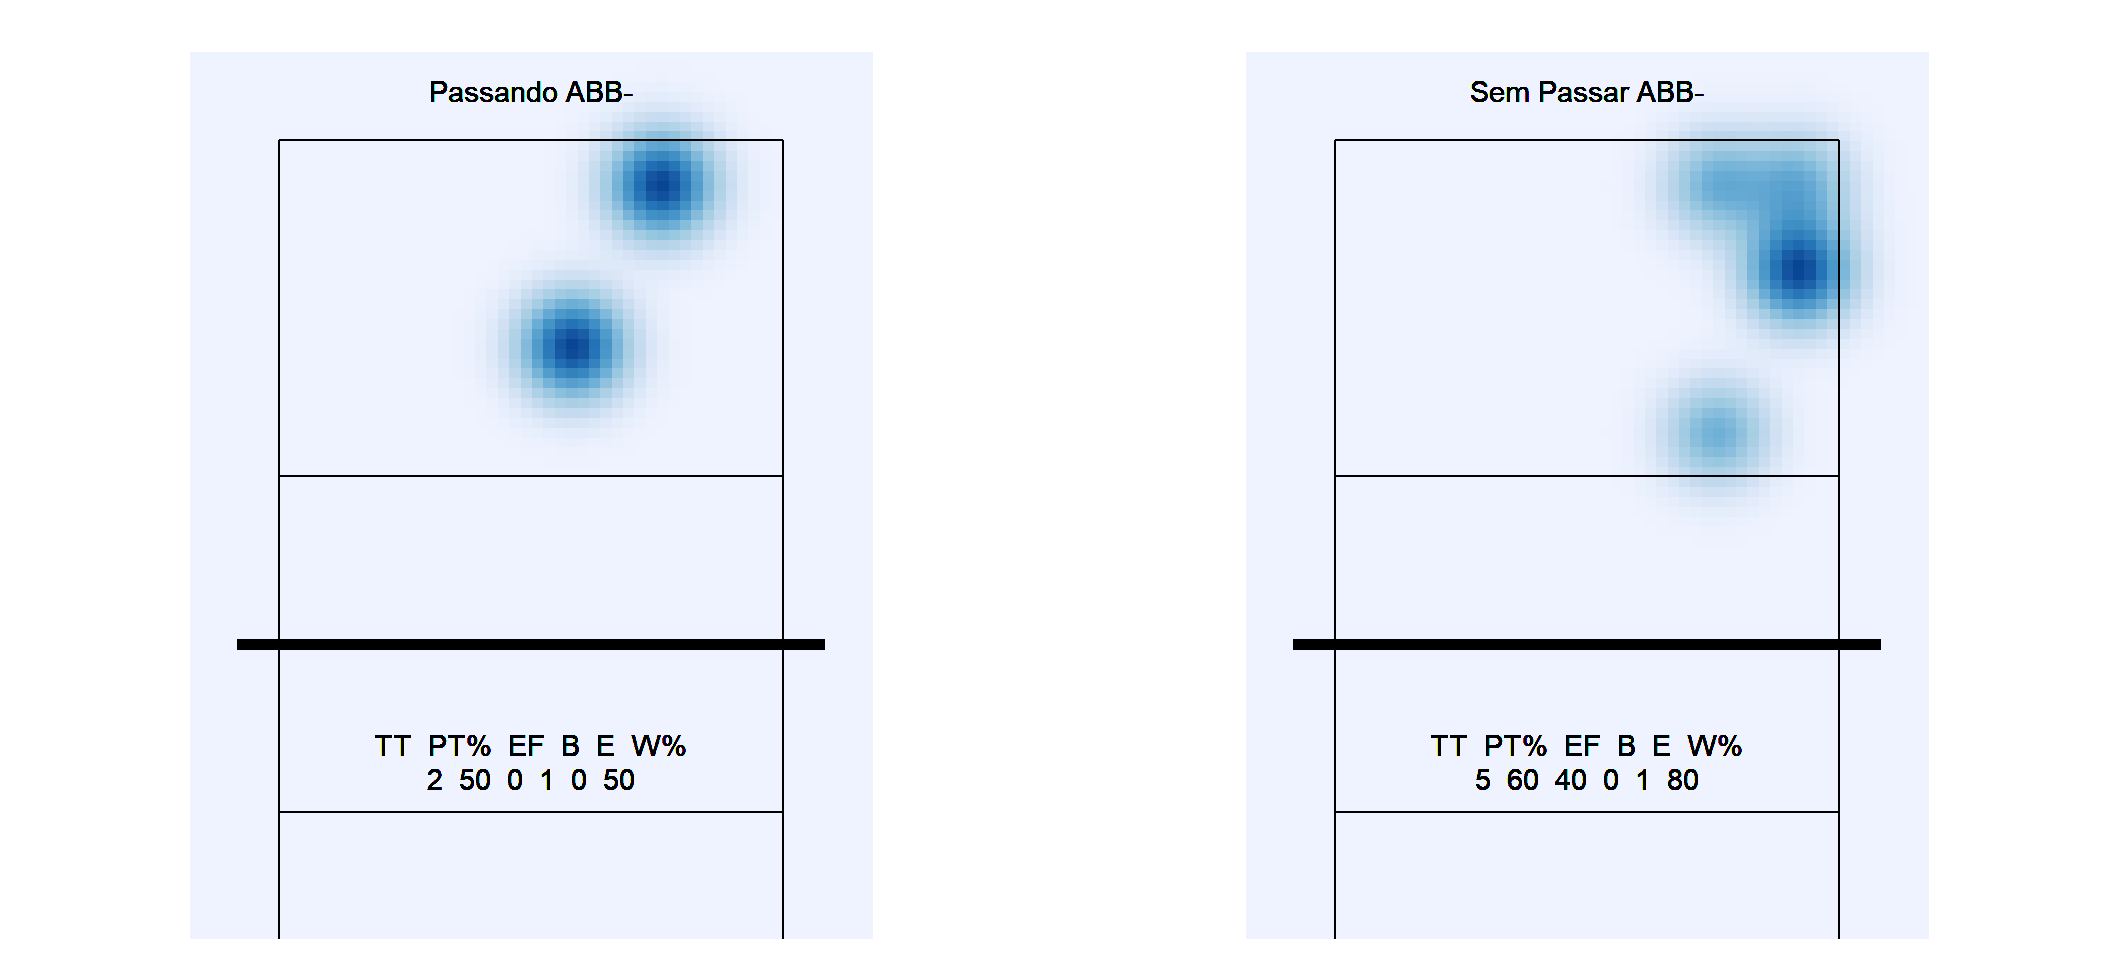 Passando ABB-
TT PT% EF B E W%
2 50 0 1 0 50
Sem Passar ABB-
TT PT% EF B E W%
5 60 40 0 1 80